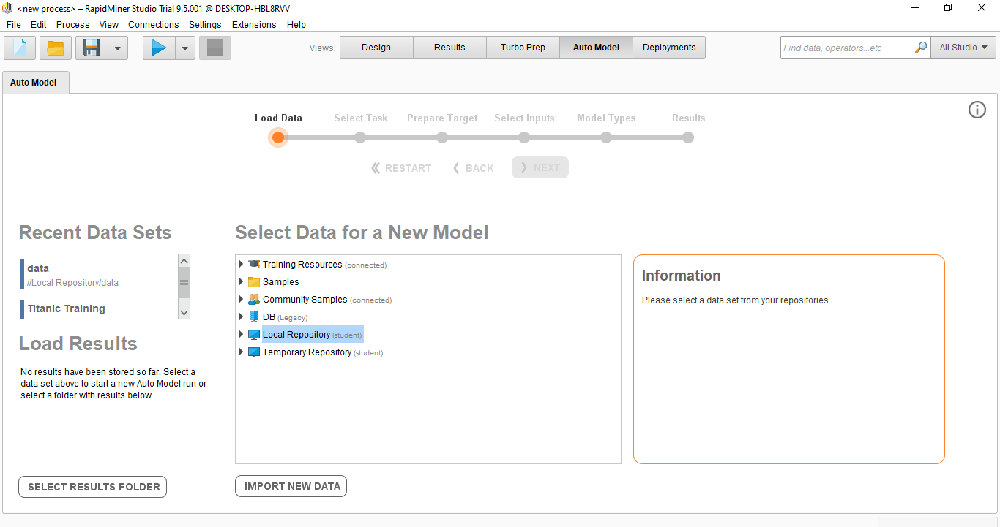 <new process> – RapidMiner Studio Trial 9.5.001 @ DESKTOP-HBL8RVV
File Edit Process View Connections Settings Extensions Help
Views: Design Results Turbo Prep Auto Model Deployments Find data, operators...etc All Studio
Auto Model
Load Data Select Task Prepare Target Select Inputs Model Types Results
RESTART BACK NEXT
Recent Data Sets
data
//Local Repository/data
Titanic Training
Load Results
No results have been stored so far. Select a
data set above to start a new Auto Model run or
select a folder with results below.
SELECT RESULTS FOLDER
Select Data for a New Model
Training Resources (connected)
Samples
Community Samples (connected)
DB (Legacy)
Local Repository (student)
Temporary Repository (student)
IMPORT NEW DATA
Information
Please select a data set from your repositories.